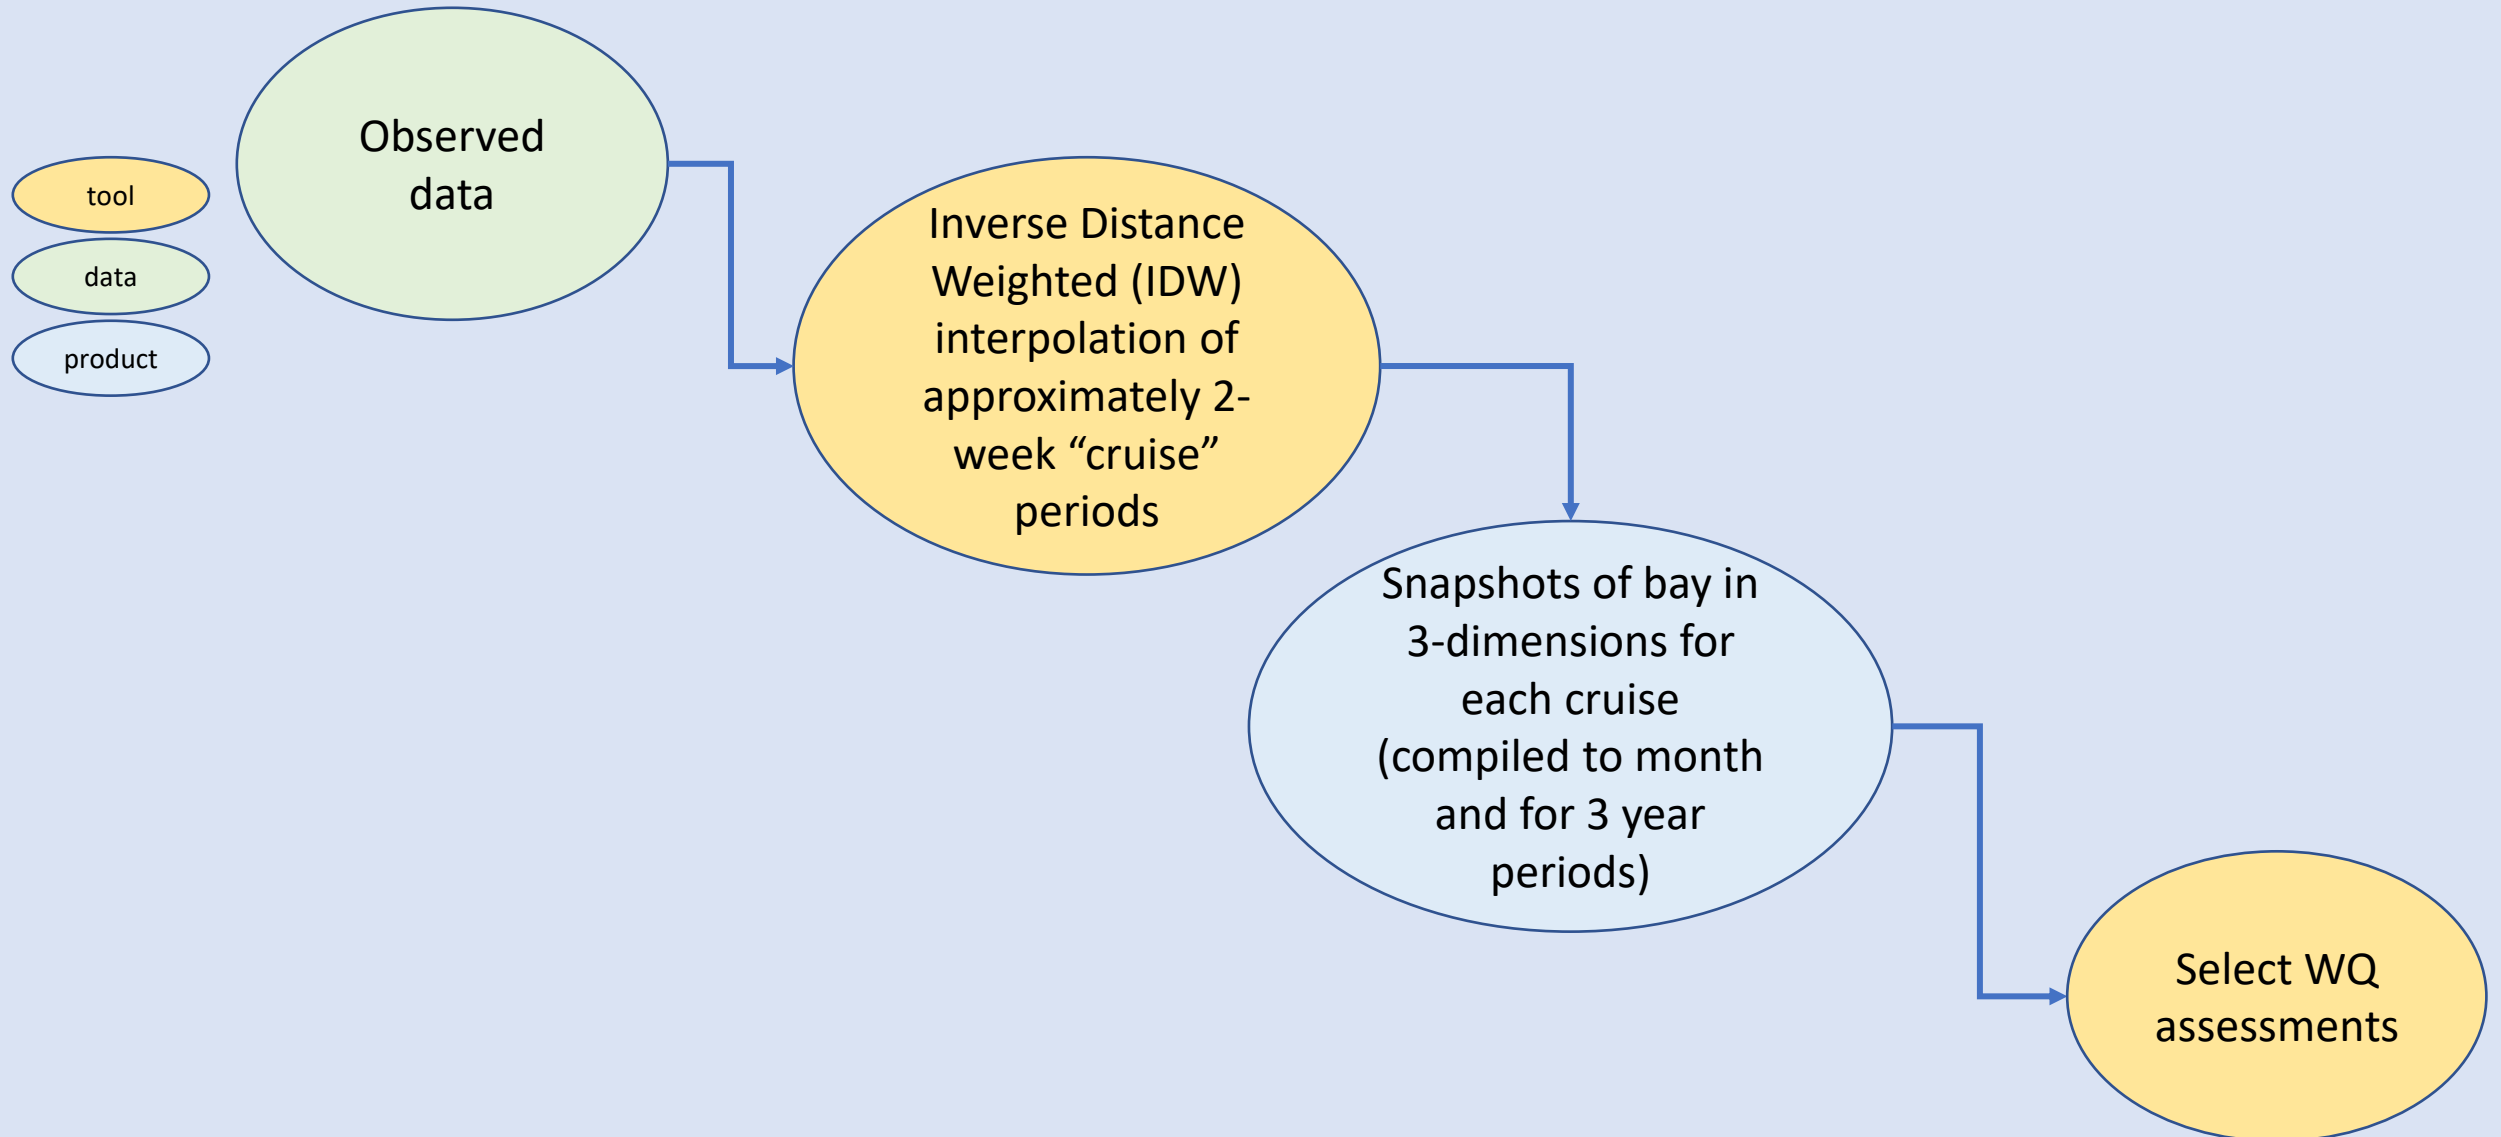 tool
data
product
Observed
data
Inverse Distance
Weighted (IDW)
interpolation of
approximately 2-
week “cruise”
periods
Snapshots of bay in
3-dimensions for
each cruise
(compiled to month
and for 3 year
periods)
Select WQ
assessments